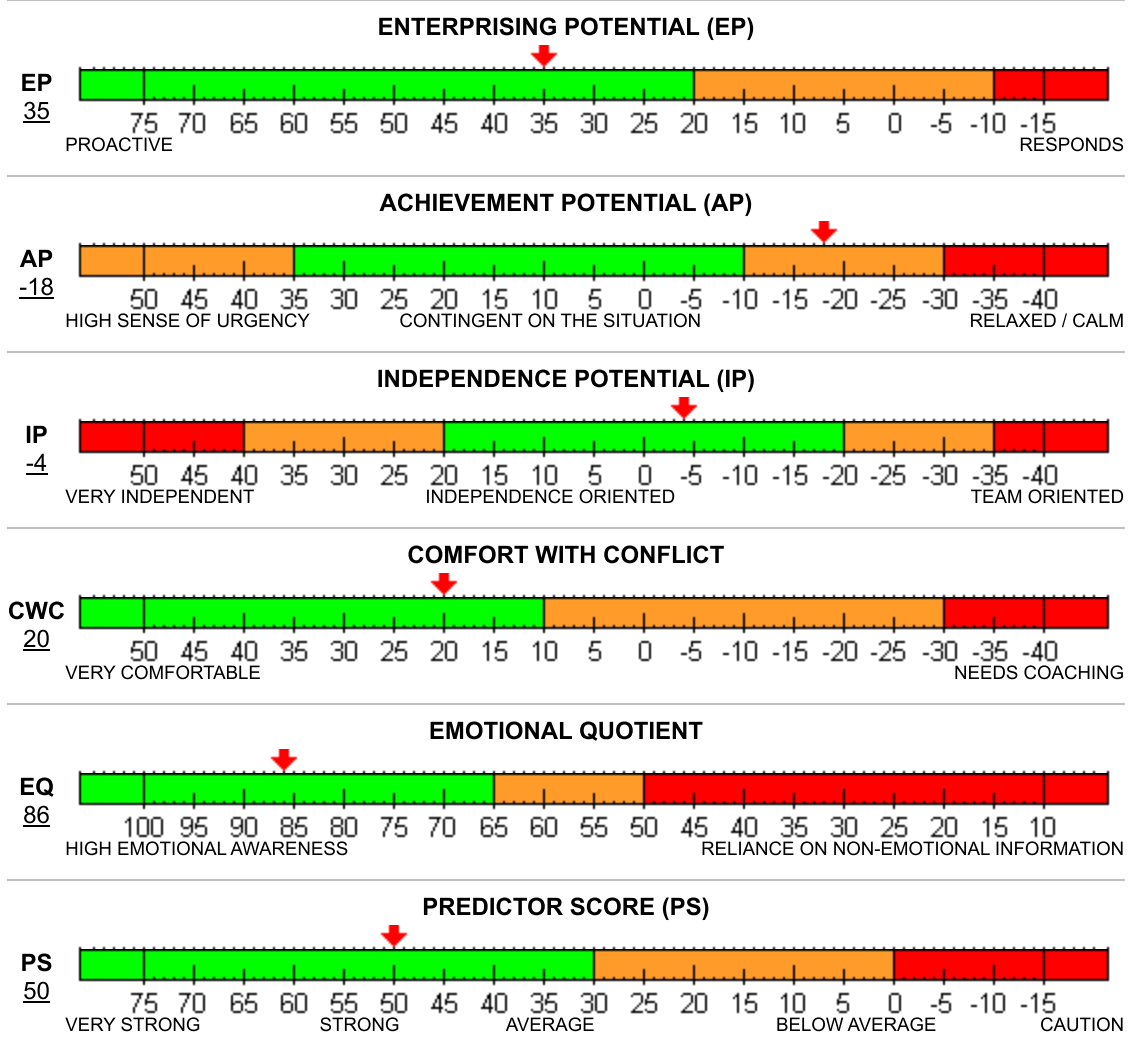 ENTERPRISING POTENTIAL (EP)
EP
35
75 70 65 60 55 50 45 40 35 30 25 20 15 10 5 0 -5 -10 -15
PROACTIVE RESPONDS
ACHIEVEMENT POTENTIAL (AP)
AP
-18
50 45 40 35 30 25 20 15 10 5 0 -5 -10 -15 -20 -25 -30 -35 -40
HIGH SENSE OF URGENCY CONTINGENT ON THE SITUATION RELAXED / CALM
INDEPENDENCE POTENTIAL (IP)
IP
-4
50 45 40 35 30 25 20 15 10 5 0 -5 -10 -15 -20 -25 -30 -35 -40
VERY INDEPENDENT INDEPENDENCE ORIENTED TEAM ORIENTED
COMFORT WITH CONFLICT
CWC
20
50 45 40 35 30 25 20 15 10 5 0 -5 -10 -15 -20 -25 -30 -35 -40
VERY COMFORTABLE NEEDS COACHING
EMOTIONAL QUOTIENT
EQ
86
100 95 90 85 80 75 70 65 60 55 50 45 40 35 30 25 20 15 10
HIGH EMOTIONAL AWARENESS RELIANCE ON NON-EMOTIONAL INFORMATION
PREDICTOR SCORE (PS)
PS
50
75 70 65 60 55 50 45 40 35 30 25 20 15 10 5 0 -5 -10 -15
VERY STRONG STRONG AVERAGE BELOW AVERAGE CAUTION